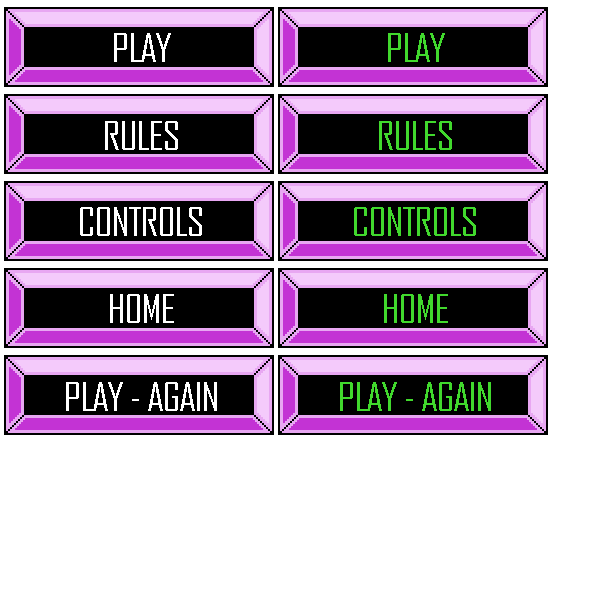 PLAY PLAY
RULES RULES
CONTROLS CONTROLS
HOME HOME
PLAY - AGAIN PLAY - AGAIN